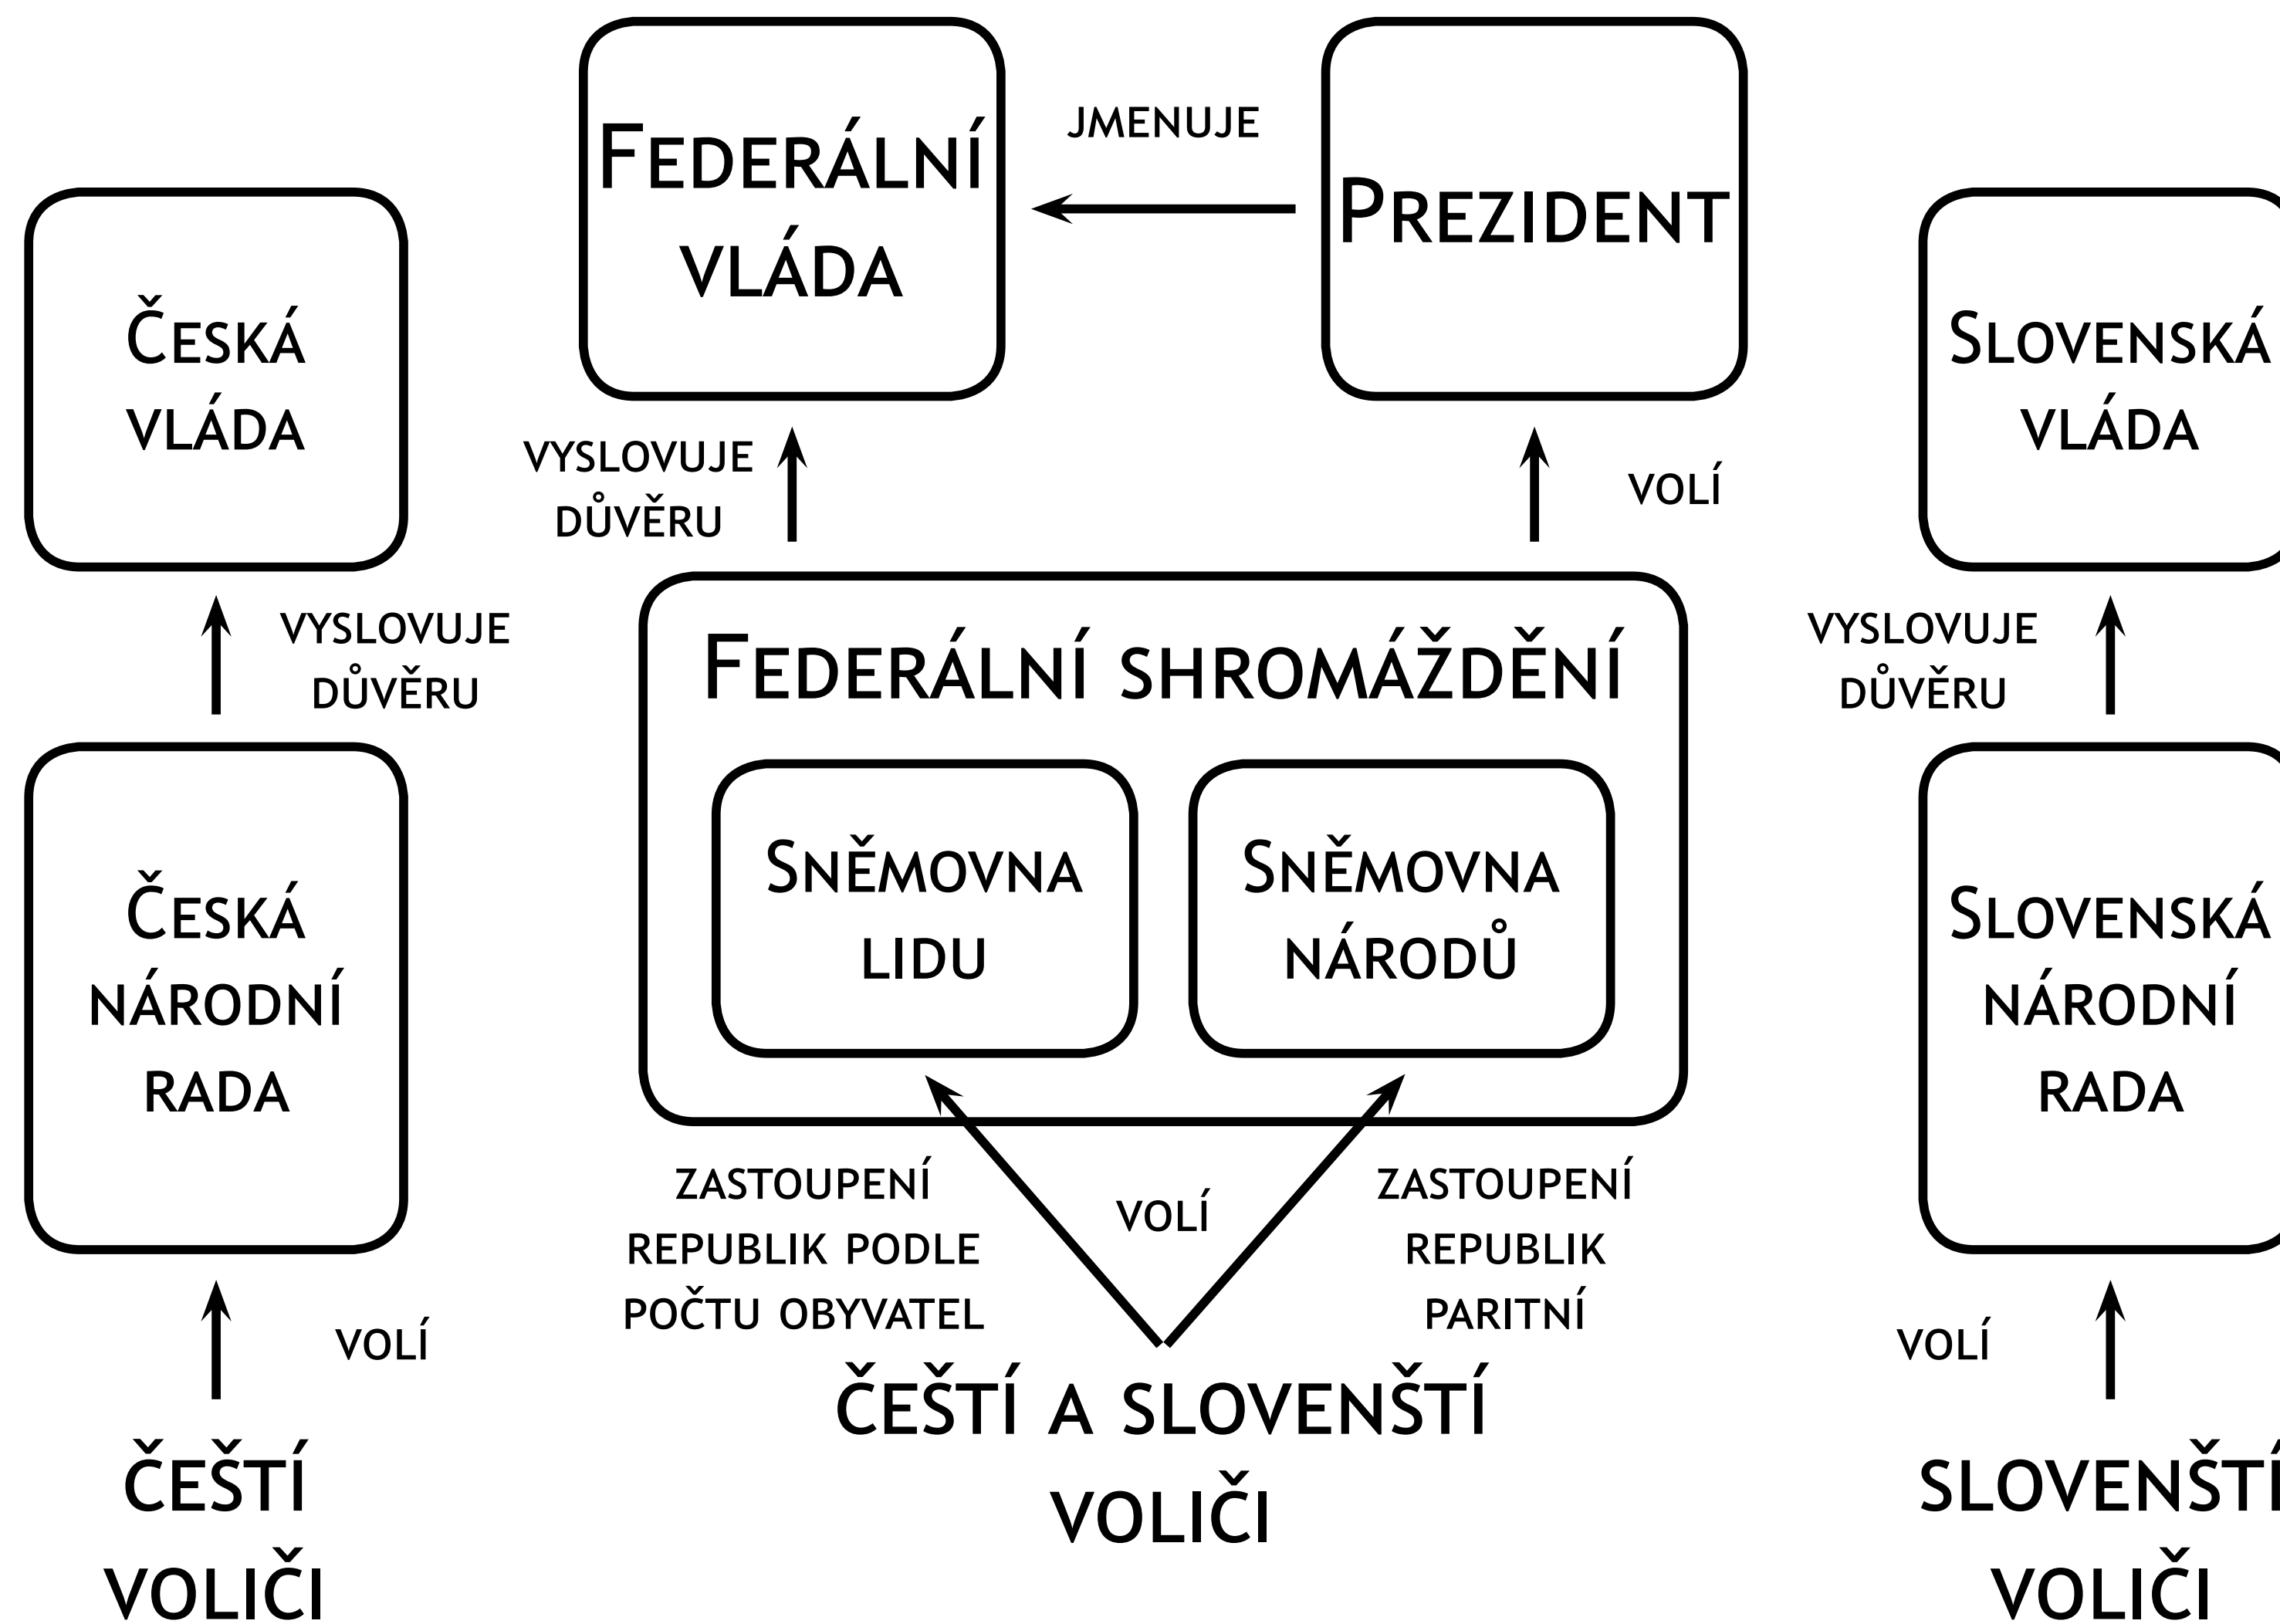 Federální
vláda
jmenuje
Prezident
Česká
vláda
Slovenská
vláda
vyslovuje
důvěru
volí
vyslovuje
důvěru
Federální shromáždění
vyslovuje
důvěru
Česká
národní
rada
Sněmovna
lidu
Sněmovna
národů
Slovenská
národní
rada
zastoupení
republik podle
počtu obyvatel
volí
zastoupení
republik
paritní
volí
čeští a slovenští
voliči
volí
čeští
voliči
slovenští
voliči